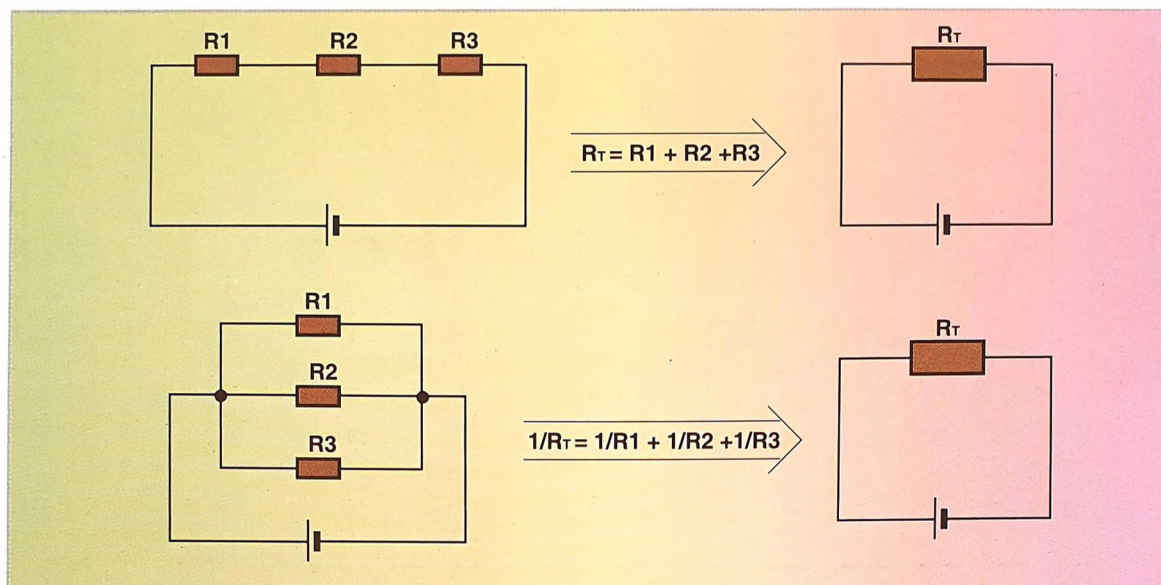 R1 R2 R3
RT
RT = R1 + R2 +R3
R1
R2
R3
RT
1/RT = 1/R1 + 1/R2 +1/R3